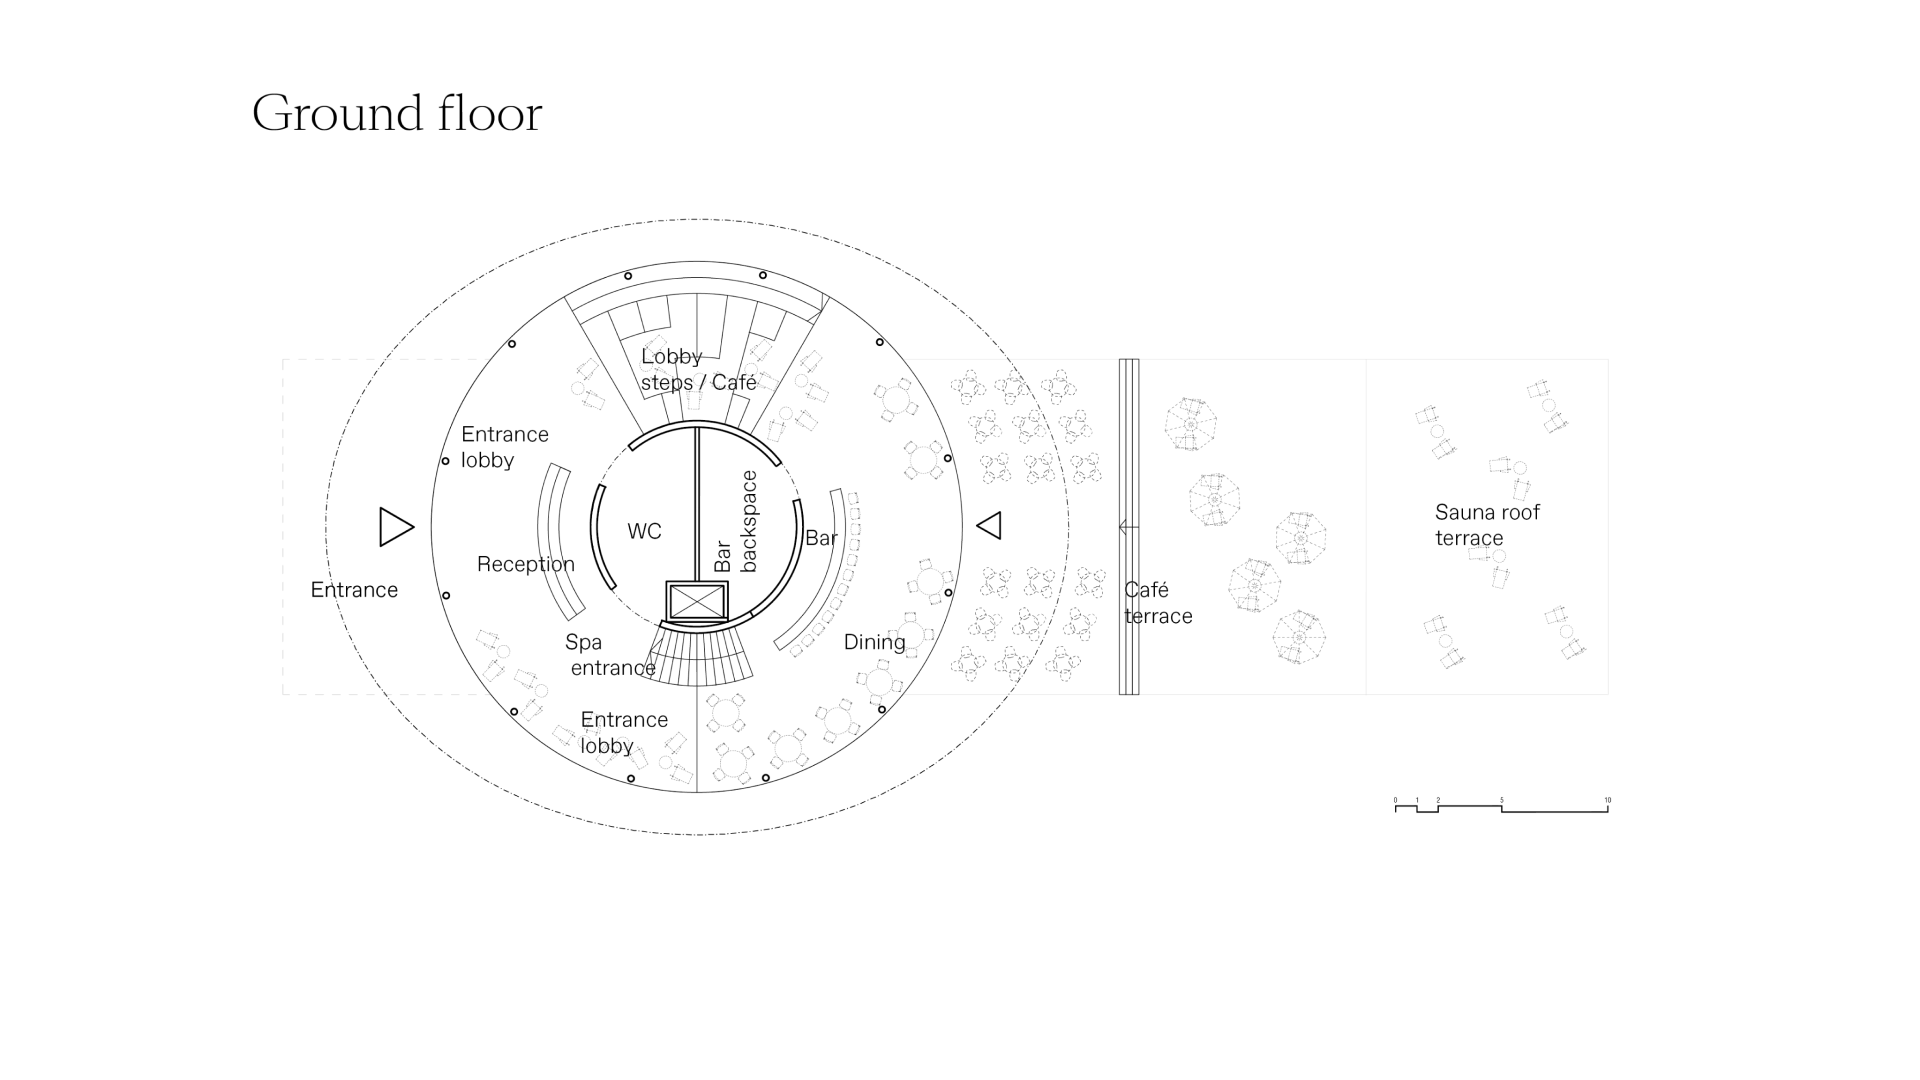 Ground floor
Lobby
steps / Café
Entrance
lobby
WC
Bar
backspace
Bar
Reception
Entrance
Spa
entrance
Dining
Entrance
lobby
Café
terrace
Sauna roof
terrace
0 1 2 5 10